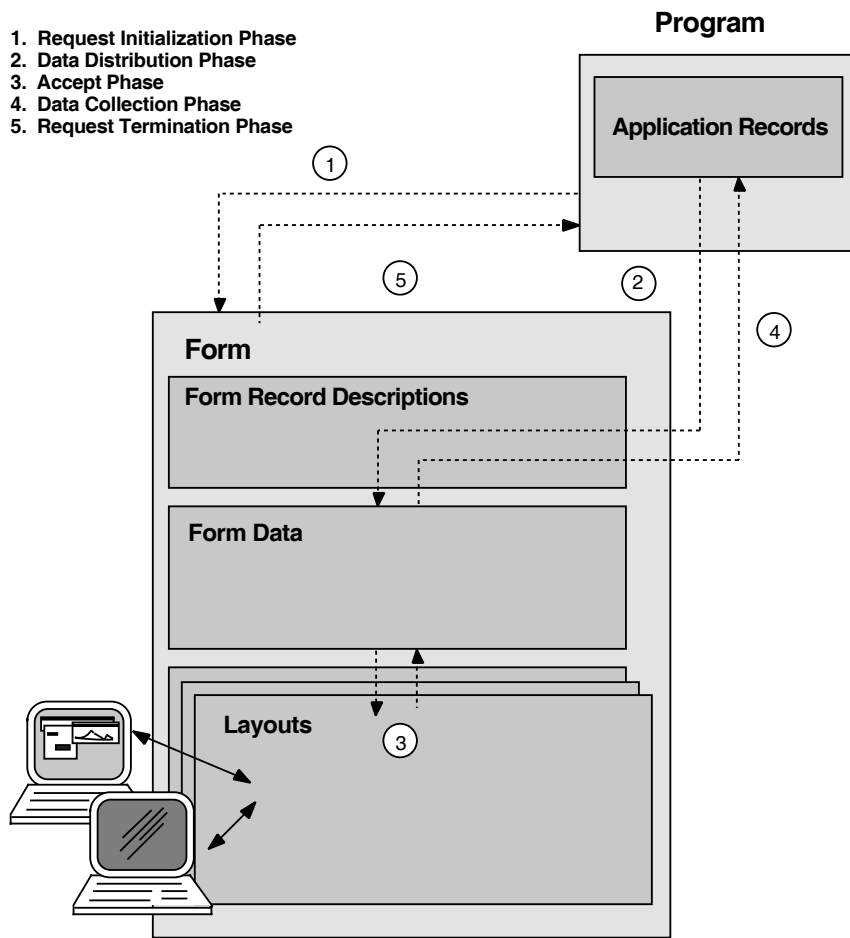 1. Request Initialization Phase
2. Data Distribution Phase
3. Accept Phase
4. Data Collection Phase
5. Request Termination Phase
Program
Application Records
1
5
2
4
Form
Form Record Descriptions
Form Data
Layouts
3